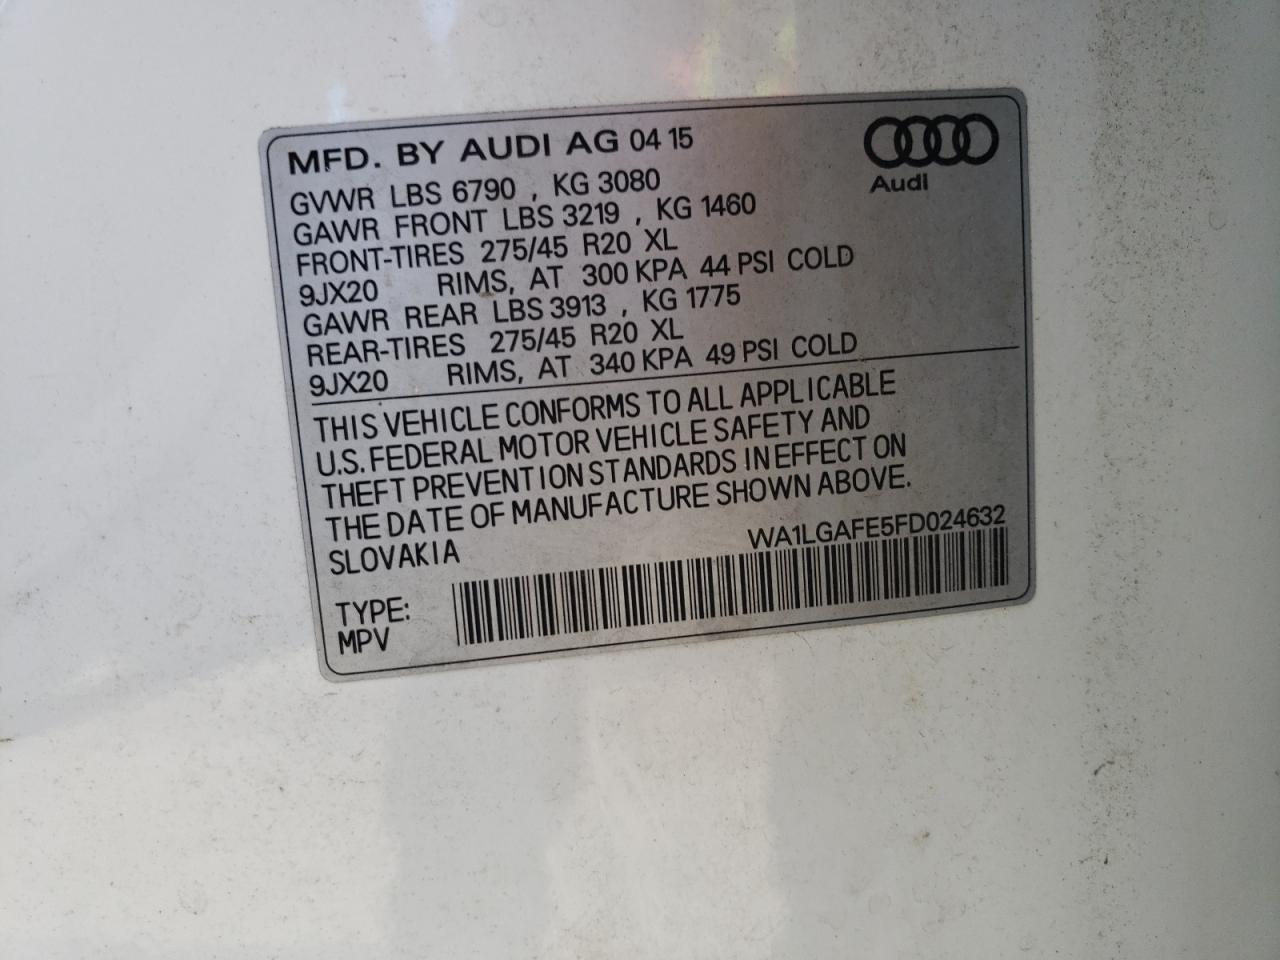 MFD. BY AUDI AG 04 15
Audi
GVWR LBS 6790 , KG 3080
GAWR FRONT LBS 3219 , KG 1460
FRONT-TIRES 275/45 R20 XL
9JX20 RIMS, AT 300 KPA 44 PSI COLD
GAWR REAR LBS 3913 , KG 1775
REAR-TIRES 275/45 R20 XL
9JX20 RIMS, AT 340 KPA 49 PSI COLD
THIS VEHICLE CONFORMS TO ALL APPLICABLE
U.S. FEDERAL MOTOR VEHICLE SAFETY AND
THEFT PREVENTION STANDARDS IN EFFECT ON
THE DATE OF MANUFACTURE SHOWN ABOVE.
SLOVAKIA WA1LGAFE5FD024632
TYPE:
MPV